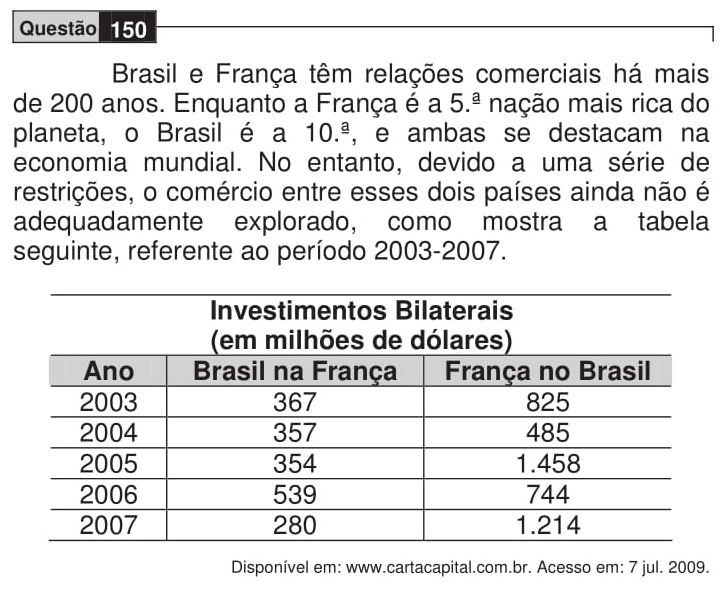 Questão 150
Brasil e França têm relações comerciais há mais
de 200 anos. Enquanto a França é a 5.ª nação mais rica do
planeta, o Brasil é a 10.ª, e ambas se destacam na
economia mundial. No entanto, devido a uma série de
restrições, o comércio entre esses dois países ainda não é
adequadamente explorado, como mostra a tabela
seguinte, referente ao período 2003-2007.
Investimentos Bilaterais
(em milhões de dólares)
Ano Brasil na França França no Brasil
2003 367 825
2004 357 485
2005 354 1.458
2006 539 744
2007 280 1.214
Disponível em: www.cartacapital.com.br. Acesso em: 7 jul. 2009.